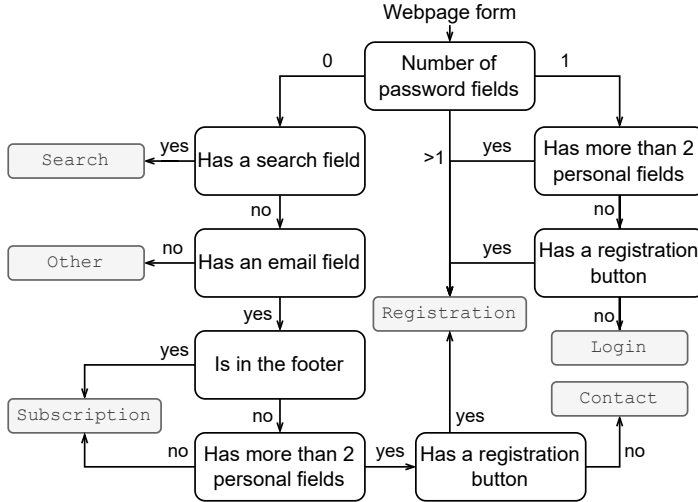 Webpage form
0
Number of
password fields
1
yes
Search
Has a search field
>1
yes
Has more than 2
personal fields
no
no
no
Other
Has an email field
yes
Has a registration
button
yes
Registration
no
Login
yes
Is in the footer
Subscription
no
Contact
no
Has more than 2
personal fields
yes
yes
Has a registration
button
no